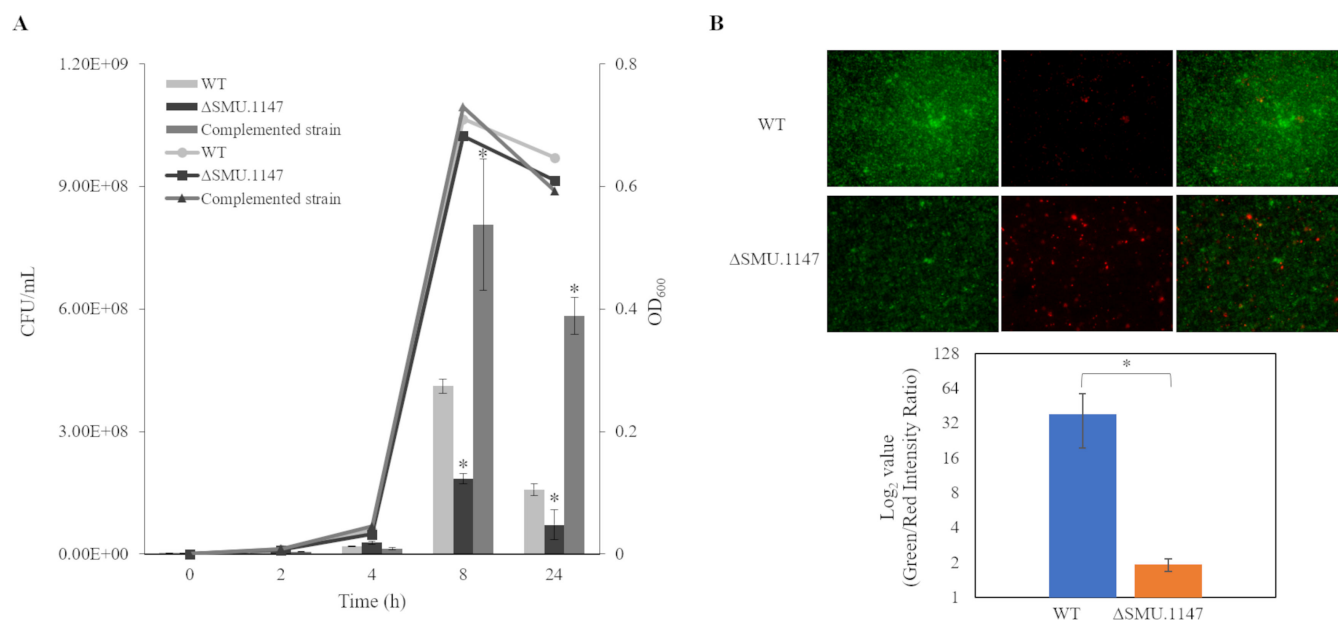 A
B
1.20E+09
9.00E+08
6.00E+08
3.00E+08
0.00E+00
CFU/mL
WT
ΔSMU.1147
Complemented strain
WT
ΔSMU.1147
Complemented strain
*
*
*
*
0.8
0.6
0.4
0.2
0
OD600
0 2 4 8 24
Time (h)
WT
ΔSMU.1147
128
64
32
16
8
4
2
1
Log2 value
(Green/Red Intensity Ratio)
*
WT ΔSMU.1147